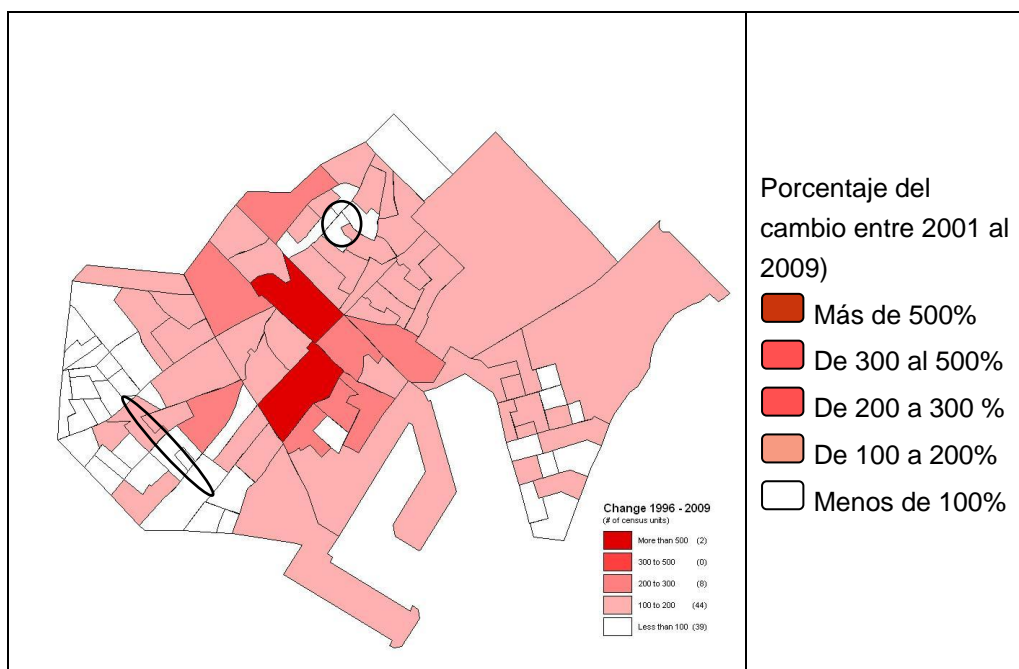 Porcentaje del
cambio entre 2001 al
2009)
Más de 500%
De 300 al 500%
De 200 a 300 %
De 100 a 200%
Menos de 100%
Change 1996 - 2009
(# of census units)
More than 500 (2)
300 to 500 (0)
200 to 300 (8)
100 to 200 (44)
Less than 100 (39)